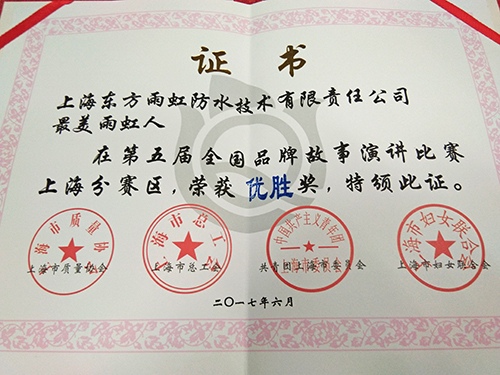 证书
上海东方雨虹防水技术有限责任公司
最美雨虹人
在第五届全国品牌故事演讲比赛
上海分赛区，荣获 优胜奖，特颁此证。
上海市质量协会 上海市总工会 共青团上海市委员会 上海市妇女联合会
二〇一七年六月